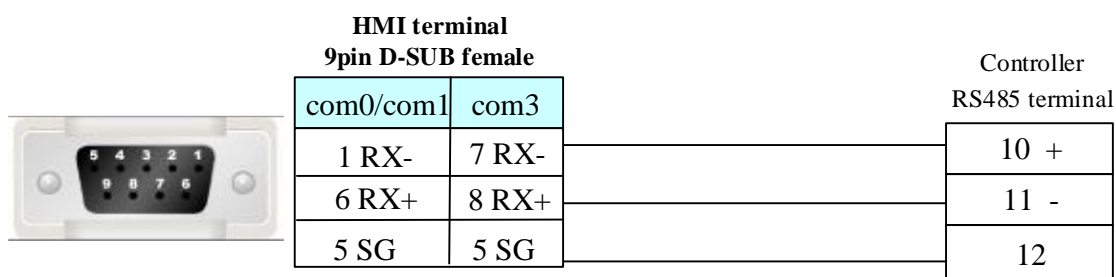 HMI terminal
9pin D-SUB female
Controller
RS485 terminal
com0/com1 com3
1 RX- 7 RX- 10 +
6 RX+ 8 RX+ 11 -
5 SG 5 SG 12
5 4 3 2 1
9 8 7 6